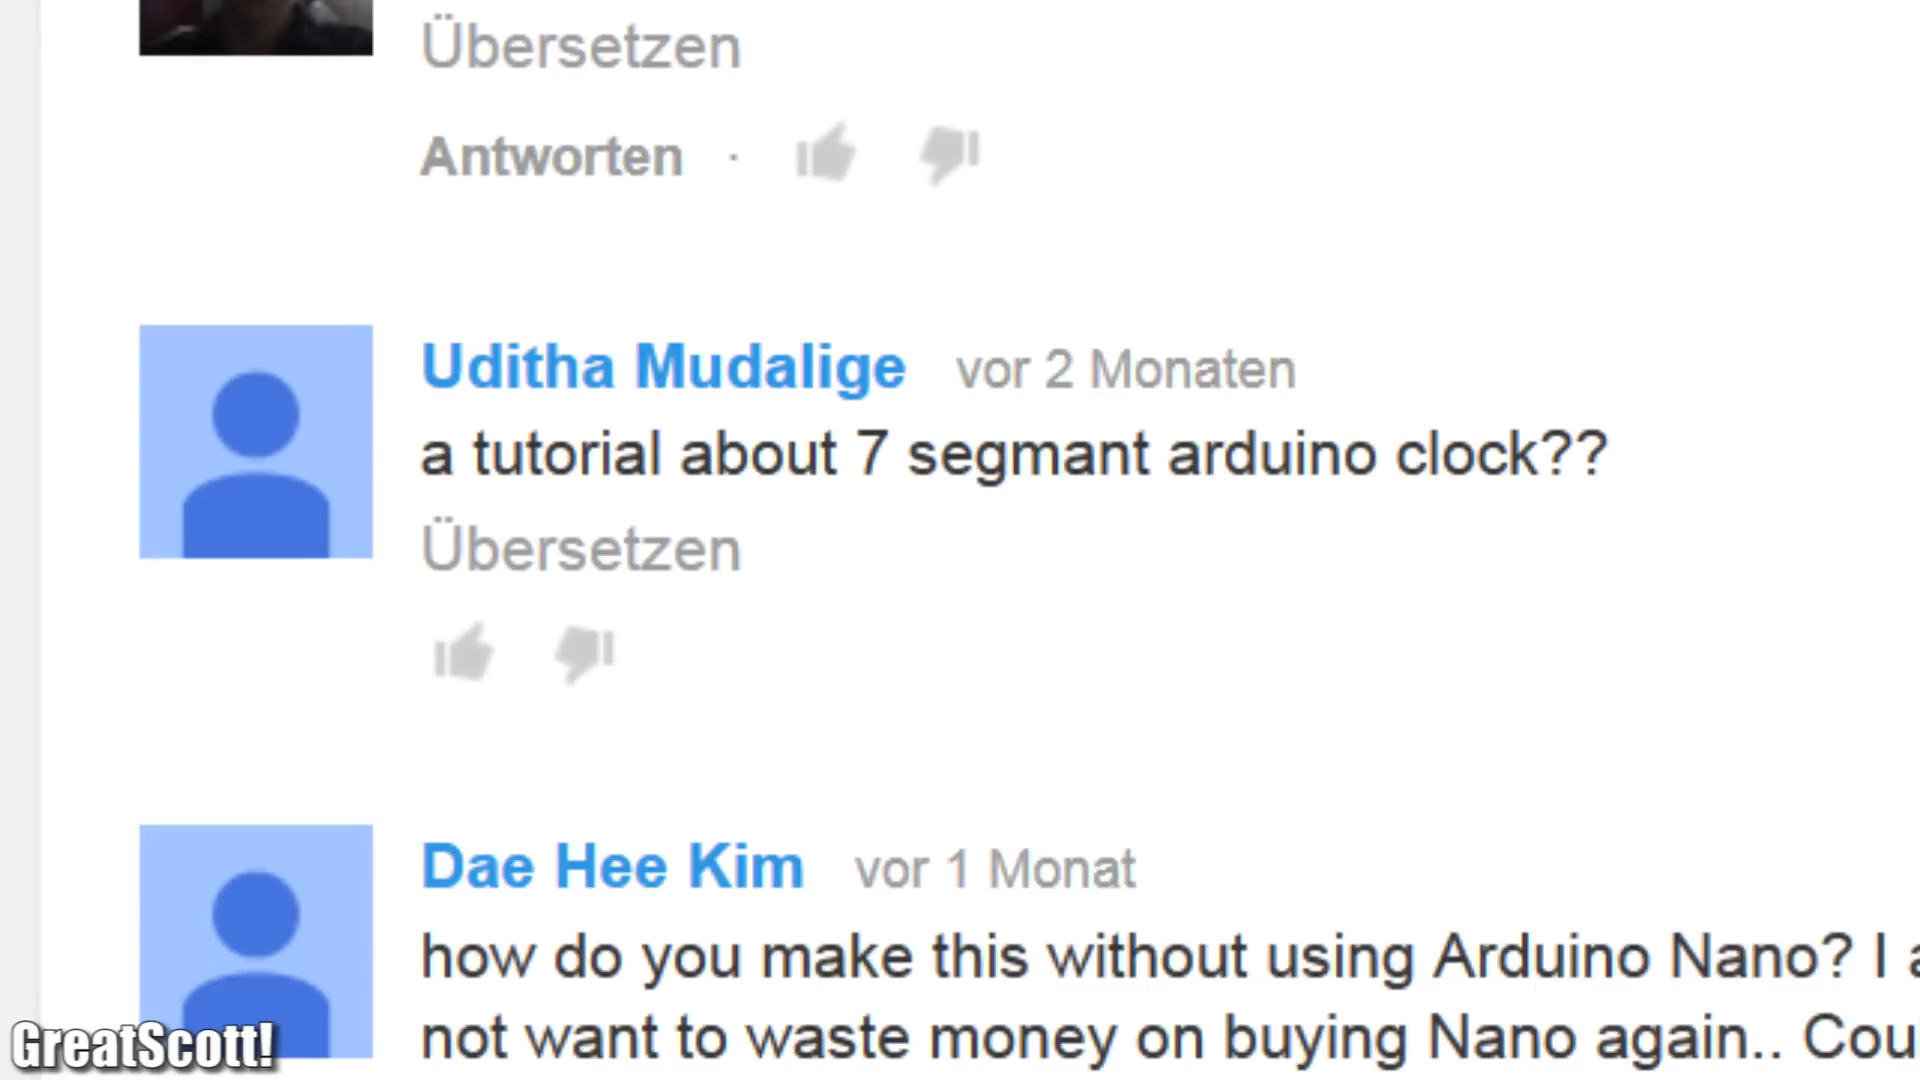 Übersetzen
Antworten ·
Uditha Mudalige vor 2 Monaten
a tutorial about 7 segmant arduino clock??
Übersetzen
Dae Hee Kim vor 1 Monat
how do you make this without using Arduino Nano? I
not want to waste money on buying Nano again..
GreatScott!